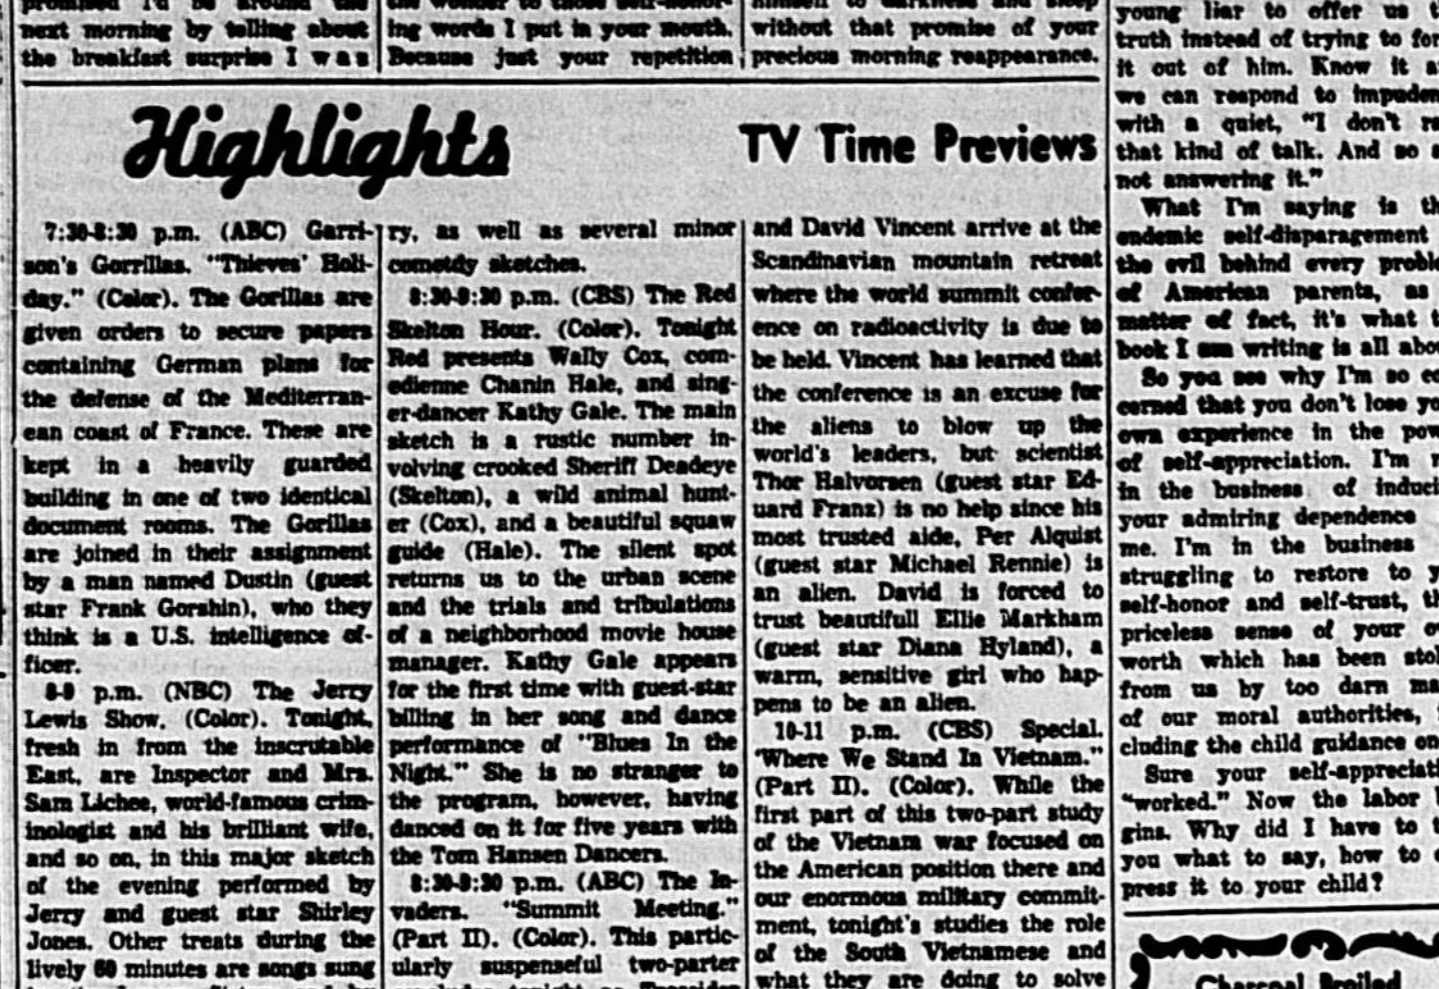 next morning by telling about
the breakfast surprise I was
ing words I put in your mouth.
Because just your repetition
without that promise of your
precious morning reappearance.
Highlights
TV Time Previews
7:30-8:30 p.m. (ABC) Garri-
son's Gorrillas. "Thieves' Holi-
day." (Color). The Gorillas are
given orders to secure papers
containing German plans for
the defense of the Mediterran-
ean coast of France. These are
kept in a heavily guarded
building in one of two identical
document rooms. The Gorillas
are joined in their assignment
by a man named Dustin (guest
star Frank Gorshin), who they
think is a U.S. intelligence of-
ficer.
8-9 p.m. (NBC) The Jerry
Lewis Show. (Color). Tonight,
fresh in from the inscrutable
East, are Inspector and Mrs.
Sam Lichee, world-famous crim-
inologist and his brilliant wife,
and so on, in this major sketch
of the evening performed by
Jerry and guest star Shirley
Jones. Other treats during the
lively 60 minutes are songs sung
ry, as well as several minor
cometdy sketches.
8:30-9:30 p.m. (CBS) The Red
Skelton Hour. (Color). Tonight
Red presents Wally Cox, com-
edienne Chanin Hale, and sing-
er-dancer Kathy Gale. The main
sketch is a rustic number in-
volving crooked Sheriff Deadeye
(Skelton), a wild animal hunt-
er (Cox), and a beautiful squaw
guide (Hale). The silent spot
returns us to the urban scene
and the trials and tribulations
of a neighborhood movie house
manager. Kathy Gale appears
for the first time with guest-star
billing in her song and dance
performance of "Blues In the
Night." She is no stranger to
the program, however, having
danced on it for five years with
the Tom Hansen Dancers.
8:30-9:30 p.m. (ABC) The In-
vaders. "Summit Meeting."
(Part II). (Color). This partic-
ularly suspenseful two-parter
and David Vincent arrive at the
Scandinavian mountain retreat
where the world summit confer-
ence on radioactivity is due to
be held. Vincent has learned that
the conference is an excuse for
the aliens to blow up the
world's leaders, but scientist
Thor Halvorsen (guest star Ed-
uard Franz) is no help since his
most trusted aide, Per Alquist
(guest star Michael Rennie) is
an alien. David is forced to
trust beautifull Ellie Markham
(guest star Diana Hyland), a
warm, sensitive girl who hap-
pens to be an alien.
10-11 p.m. (CBS) Special.
'Where We Stand In Vietnam."
(Part II). (Color). While the
first part of this two-part study
of the Vietnam war focused on
the American position there and
our enormous military commit-
ment, tonight's studies the role
of the South Vietnamese and
what they are doing to solve
young liar to offer us
truth instead of trying to
it out of him. Know it
we can respond to
with a quiet, "I don't
that kind of talk. And so
not answering it."
What I'm saying is
endemic self-disparagement
the evil behind every
of American parents, as
matter of fact, it's what
book I am writing is all
So you see why I'm so
cerned that you don't lose
own experience in the
of self-appreciation. I'm
in the business of
your admiring dependence
me. I'm in the business
struggling to restore to
self-honor and self-trust,
priceless sense of your
worth which has been
from us by too darn
of our moral authorities,
cluding the child guidance
Sure your
"worked." Now the labor
gins. Why did I have to
you what to say, how to
press it to your child?
Charcoal Broiled